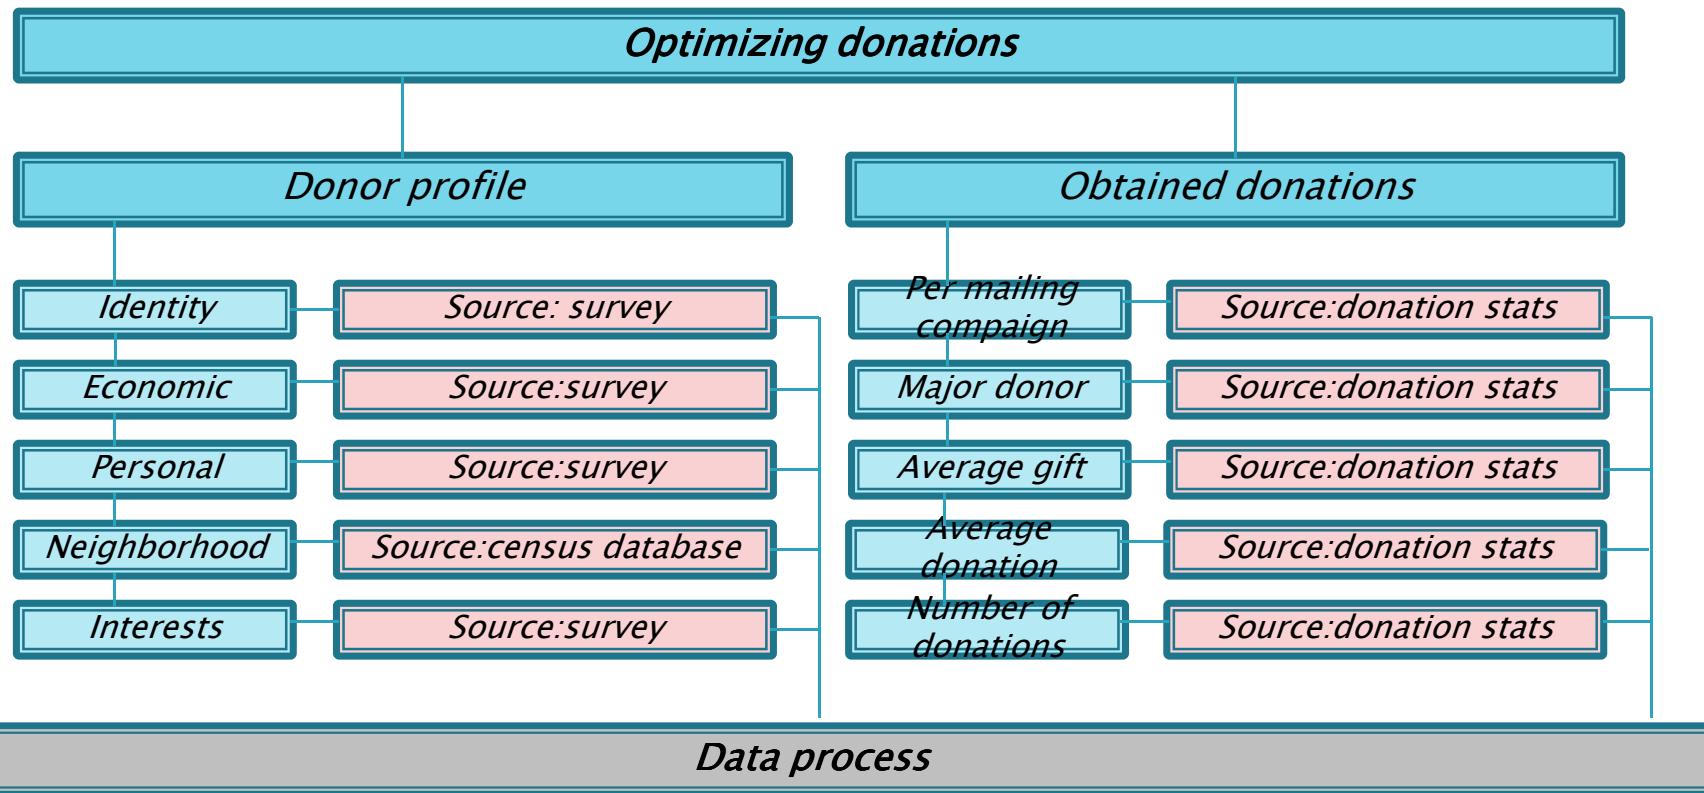 Optimizing donations
Donor profile
Obtained donations
Identity
Source: survey
Economic
Source:survey
Personal
Source:survey
Neighborhood
Source:census database
Interests
Source:survey
Per mailing
compaign
Source:donation stats
Major donor
Source:donation stats
Average gift
Source:donation stats
Average
donation
Source:donation stats
Number of
donations
Source:donation stats
Data process